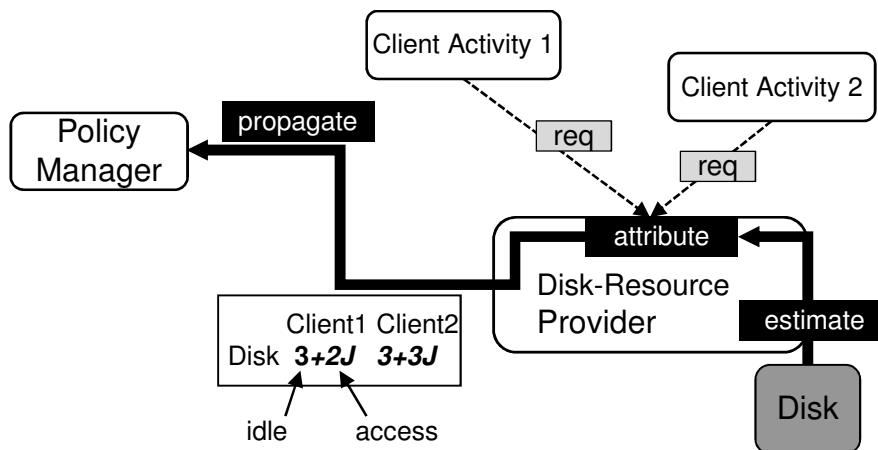 Client Activity 1
Client Activity 2
Policy
Manager
propagate
req
req
attribute
Disk-Resource
Provider
estimate
Client1 Client2
Disk 3+2J 3+3J
idle access
Disk